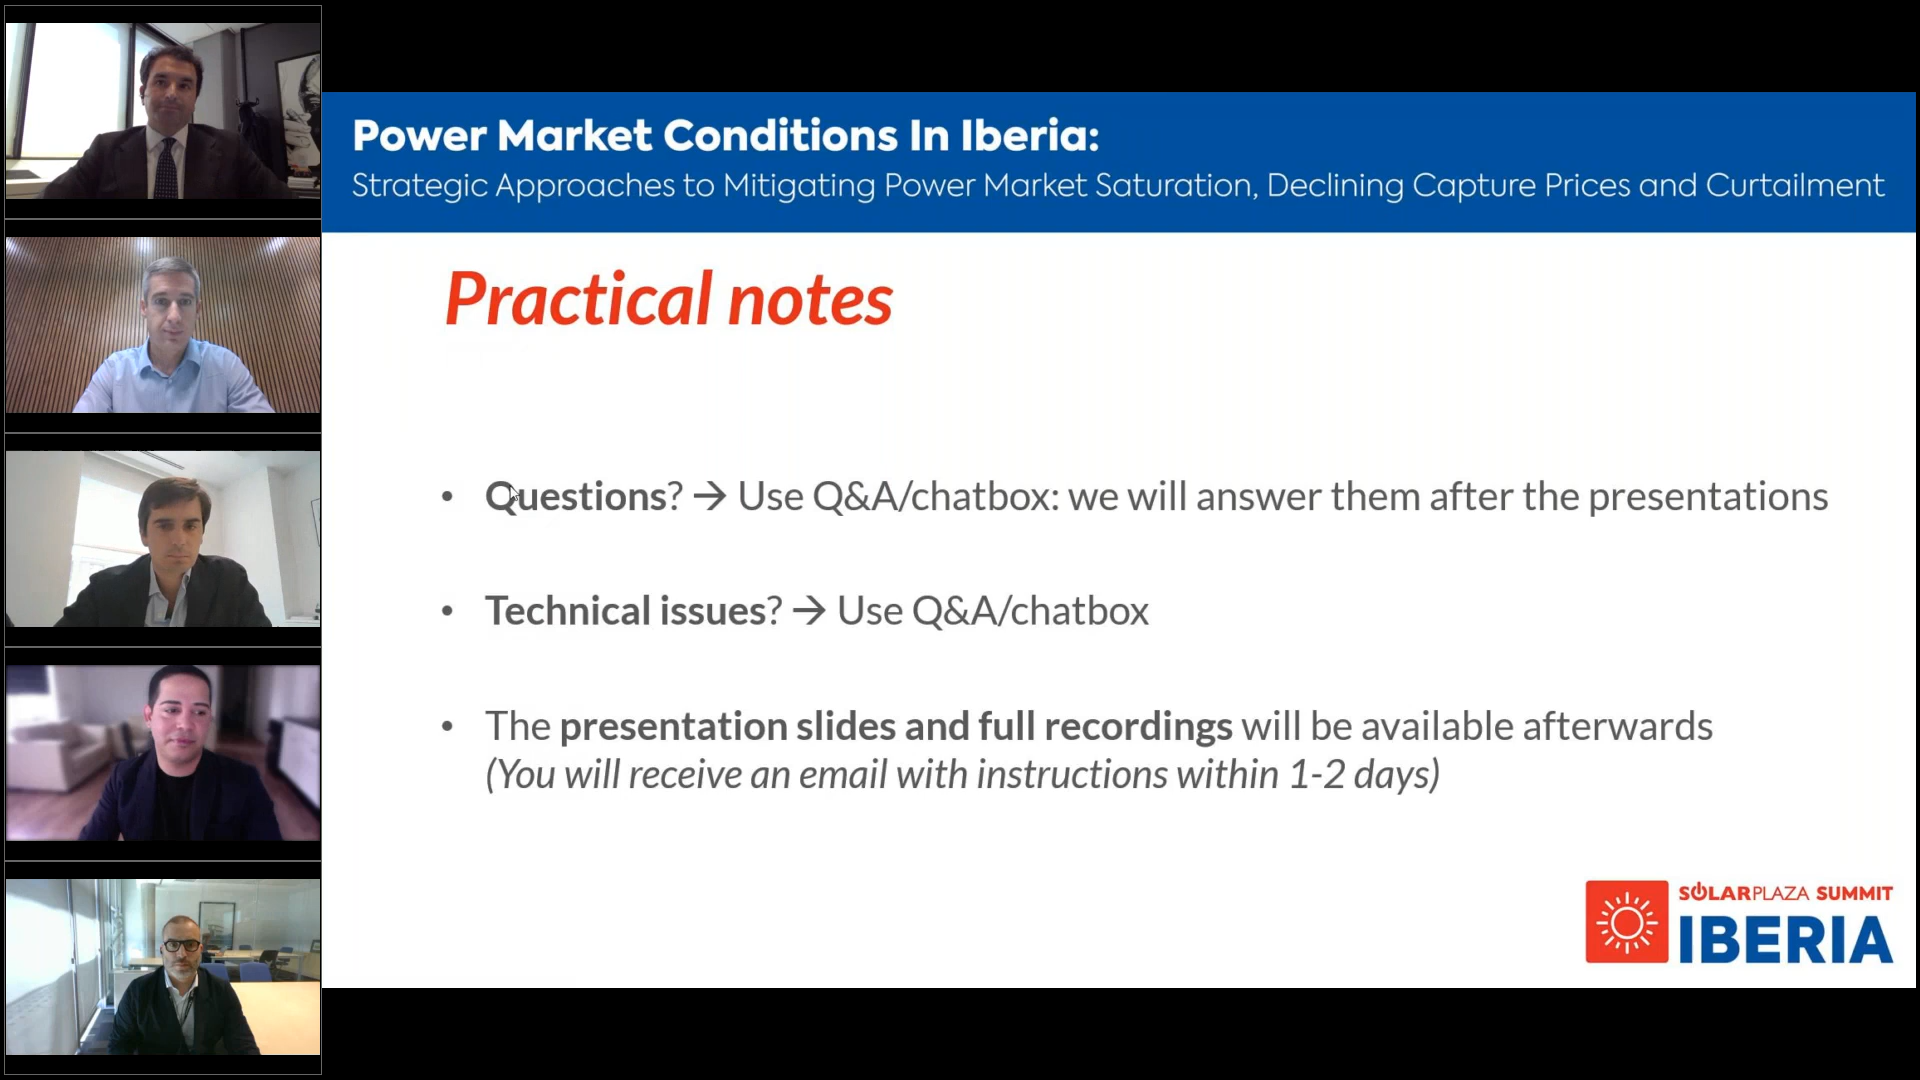 Power Market Conditions In Iberia:
Strategic Approaches to Mitigating Power Market Saturation, Declining Capture Prices and Curtailment
Practical notes
• Questions? → Use Q&A/chatbox: we will answer them after the presentations
• Technical issues? → Use Q&A/chatbox
• The presentation slides and full recordings will be available afterwards
(You will receive an email with instructions within 1-2 days)
SOLARPLAZA SUMMIT
IBERIA